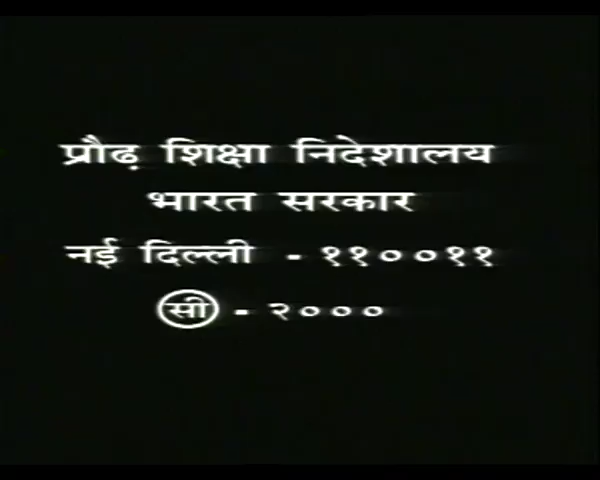 प्रौढ़ शिक्षा निदेशालय
भारत सरकार
नई दिल्ली - ११००११
सी - २०००